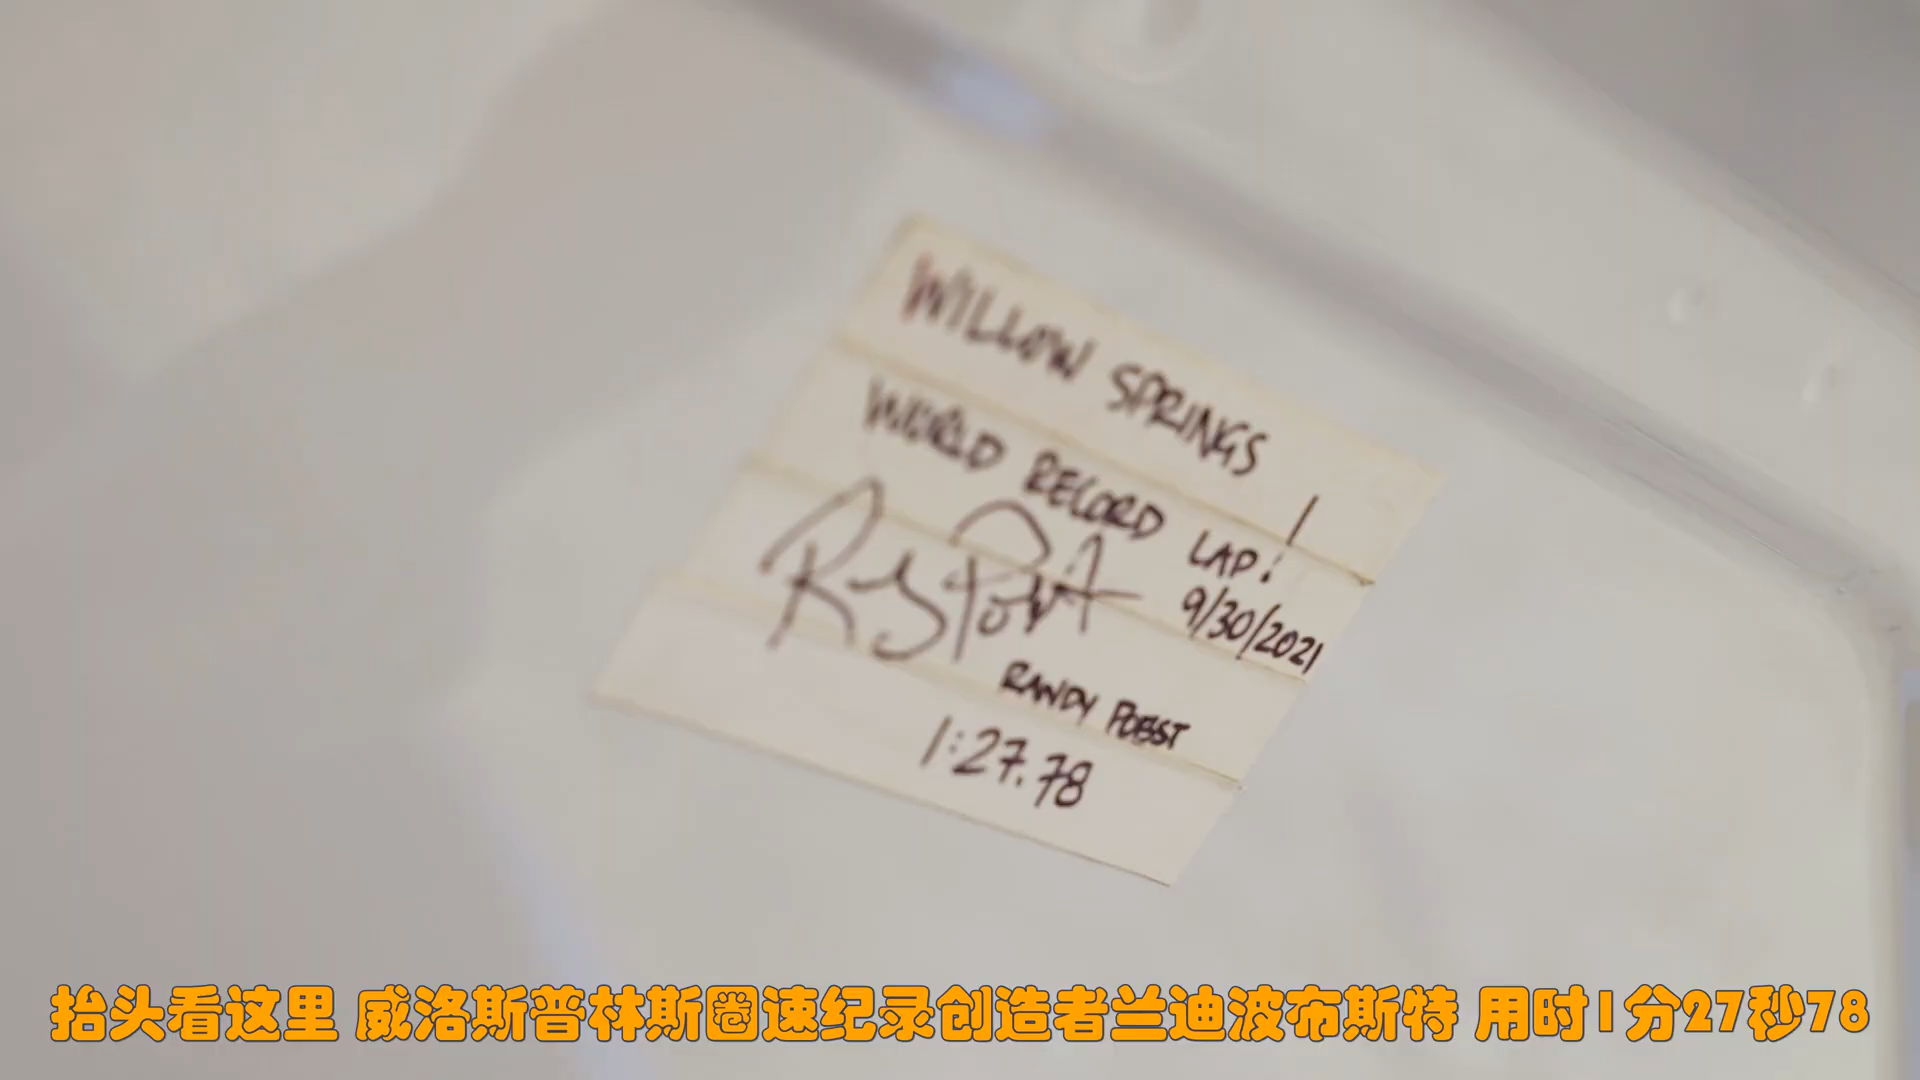 WILLOW SPRINGS
WORLD RECORD LAP!
9/30/2021
RANDY POBST
1:27.78
抬头看这里 威洛斯普林斯圈速纪录创造者兰迪波布斯特 用时1分27秒78